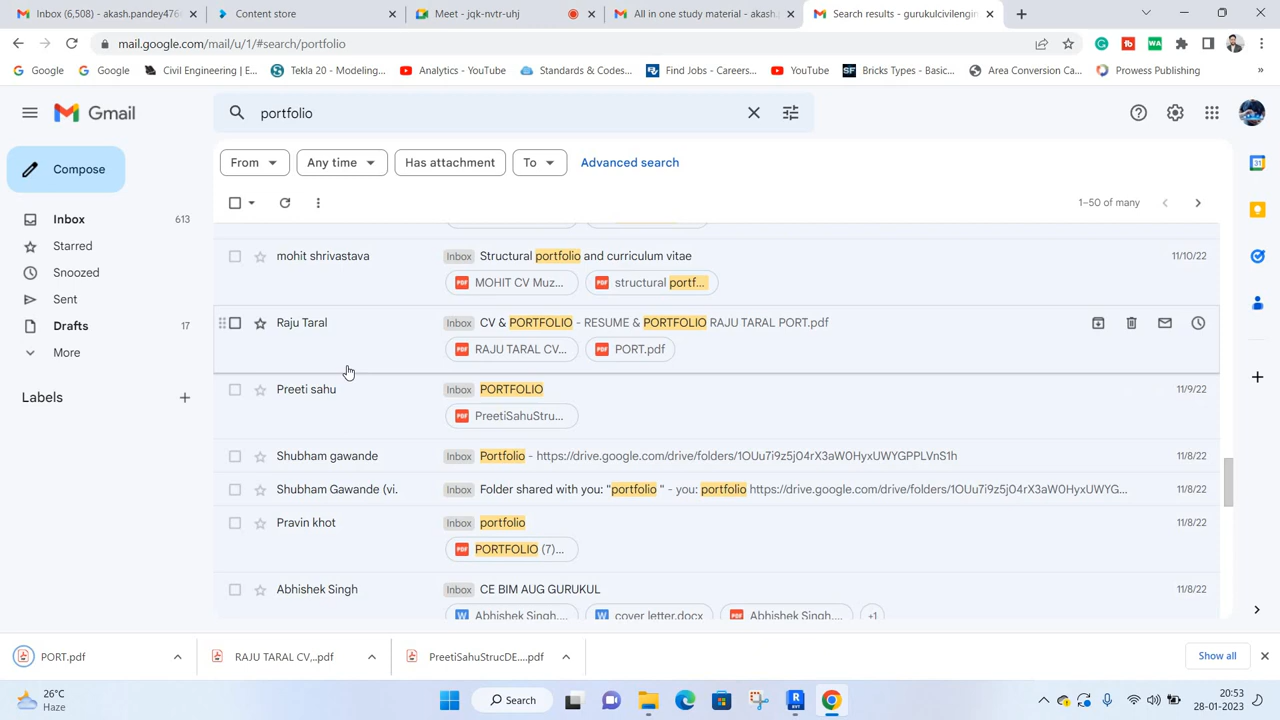 Inbox (6,508) - akash.pandey476
Content store
Meet - jqk-nvtr-uhj
All in one study material - akash.p
Search results - gurukulcivilengin
mail.google.com/mail/u/1/#search/portfolio
Google
Google
Civil Engineering | E...
Tekla 20 - Modeling...
Analytics - YouTube
Standards & Codes...
Find Jobs - Careers...
YouTube
Bricks Types - Basic...
Area Conversion Ca...
Prowess Publishing
»
Gmail
portfolio
Compose
From
Any time
Has attachment
To
Advanced search
Inbox 613
Starred
Snoozed
Sent
Drafts 17
More
Labels
1–50 of many
mohit shrivastava Inbox Structural portfolio and curriculum vitae 11/10/22
MOHIT CV Muz... structural portf...
Raju Taral Inbox CV & PORTFOLIO - RESUME & PORTFOLIO RAJU TARAL PORT.pdf
RAJU TARAL CV... PORT.pdf
Preeti sahu Inbox PORTFOLIO 11/9/22
PreetiSahuStru...
Shubham gawande Inbox Portfolio - https://drive.google.com/drive/folders/1OUu7i9z5j04rX3aW0HyxUWYGPPLVnS1h 11/8/22
Shubham Gawande (vi. Inbox Folder shared with you: "portfolio " - you: portfolio https://drive.google.com/drive/folders/1OUu7i9z5j04rX3aW0HyxUWYG... 11/8/22
Pravin khot Inbox portfolio 11/8/22
PORTFOLIO (7)...
Abhishek Singh Inbox CE BIM AUG GURUKUL 11/8/22
Abhishek Singh,... cover letter.docx Abhishek Singh,... +1
PORT.pdf
RAJU TARAL CV,..pdf
PreetiSahuStrucDE....pdf
Show all
26°C
Haze
Search
20:53
28-01-2023